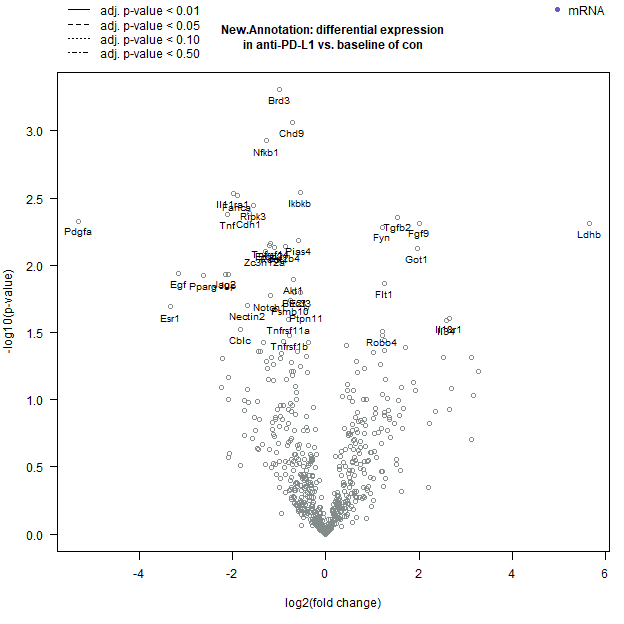 adj. p-value < 0.01
adj. p-value < 0.05
adj. p-value < 0.10
adj. p-value < 0.50
mRNA
New.Annotation: differential expression
in anti-PD-L1 vs. baseline of con
Brd3
Chd9
Nfkb1
Ikbkb
Il11ra1
Fanca
Ripk3
Tnf
Cdh1
Pdgfa
Tgfb2
Fgf9
Fyn
Ldhb
Pias4
Got1
Zc3h12a
Egf
Pparg
Akt1
Flt1
Esr1
Notch1
Psmb10
Nectin2
Ptpn11
Tnfrsf11a
Cblc
Tnfrsf1b
Robo4
3.0
2.5
2.0
1.5
1.0
0.5
0.0
-log10(p-value)
-4
-2
0
2
4
6
log2(fold change)